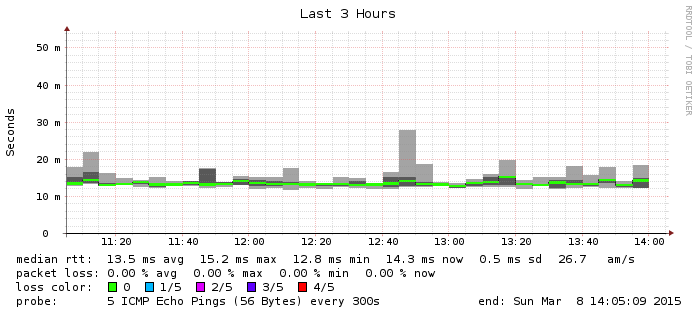 Last 3 Hours
RRDTOOL / TOBI OETIKER
Seconds
50 m
40 m
30 m
20 m
10 m
0
11:20 11:40 12:00 12:20 12:40 13:00 13:20 13:40 14:00
median rtt: 13.5 ms avg 15.2 ms max 12.8 ms min 14.3 ms now 0.5 ms sd 26.7 am/s
packet loss: 0.00 % avg 0.00 % max 0.00 % min 0.00 % now
loss color: 0 1/5 2/5 3/5 4/5
probe: 5 ICMP Echo Pings (56 Bytes) every 300s end: Sun Mar 8 14:05:09 2015